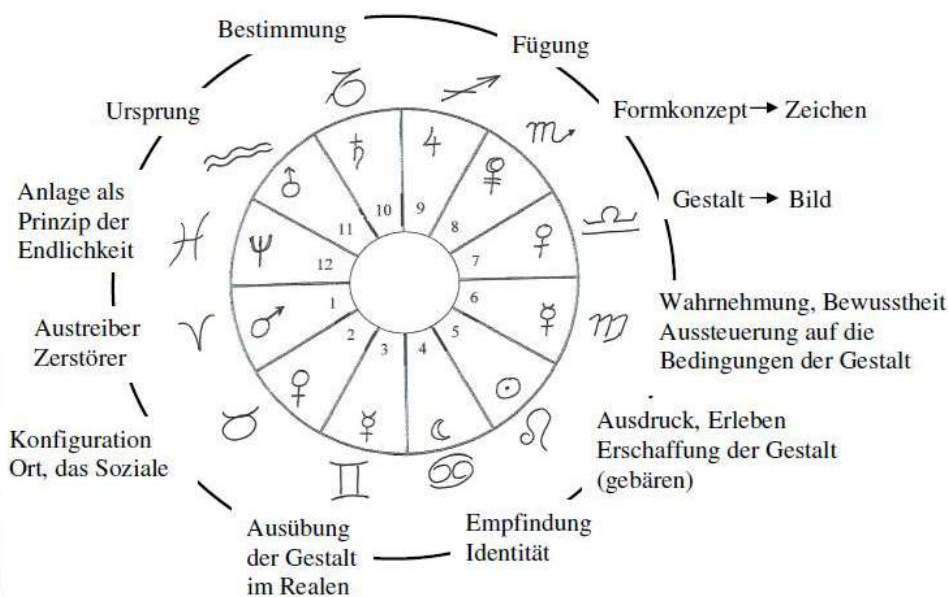 Bestimmung
Fügung
Ursprung
Formkonzept → Zeichen
Anlage als
Prinzip der
Endlichkeit
Gestalt → Bild
Austreiber
Zerstörer
Wahrnehmung, Bewusstheit
Aussteuerung auf die
Bedingungen der Gestalt
Konfiguration
Ort, das Soziale
Ausdruck, Erleben
Erschaffung der Gestalt
(gebären)
Ausübung
der Gestalt
im Realen
Empfindung
Identität
♑ ♐ ♏ ♎ ♍ ♌ ♋ ♊ ♉ ♈ ♓ ♒
10
9
8
7
6
5
4
3
2
1
12
11